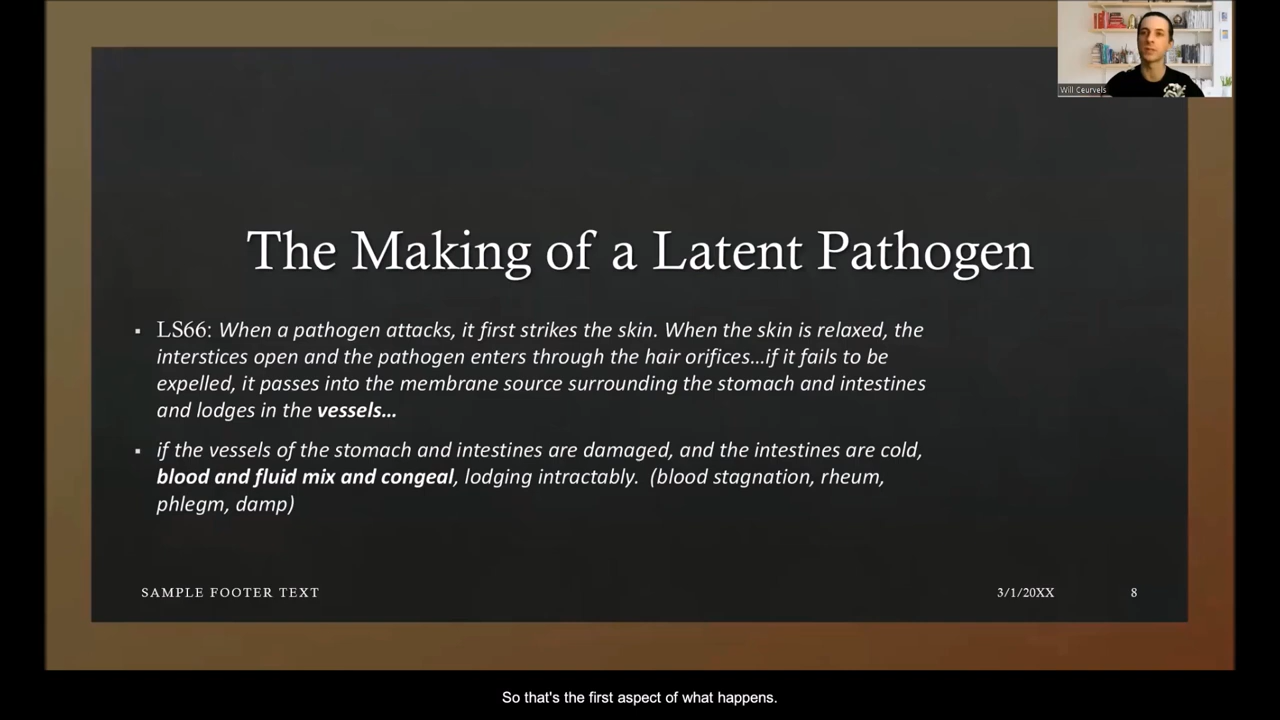 Will Ceurvels
The Making of a Latent Pathogen
▪ LS66: When a pathogen attacks, it first strikes the skin. When the skin is relaxed, the
interstices open and the pathogen enters through the hair orifices...if it fails to be
expelled, it passes into the membrane source surrounding the stomach and intestines
and lodges in the vessels...
▪ if the vessels of the stomach and intestines are damaged, and the intestines are cold,
blood and fluid mix and congeal, lodging intractably. (blood stagnation, rheum,
phlegm, damp)
SAMPLE FOOTER TEXT
3/1/20XX
8
So that's the first aspect of what happens.